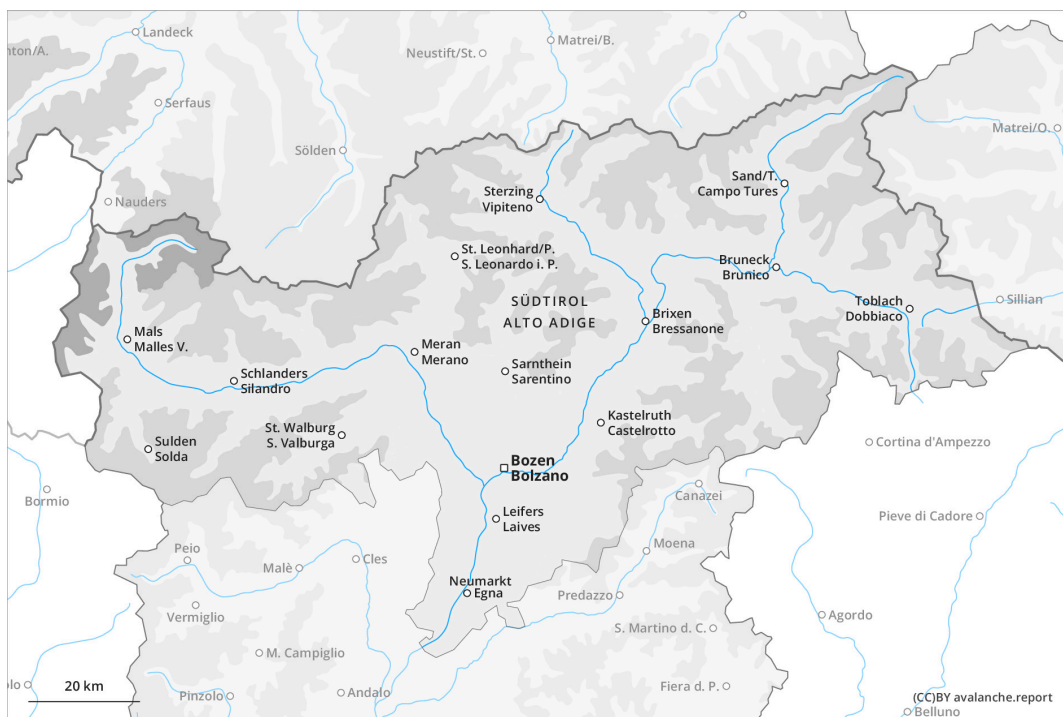 Landeck
nton/A.
Neustift/St.
Matrei/B.
Serfaus
Matrei/O.
Sölden
Sand/T.
Campo Tures
Sterzing
Vipiteno
Nauders
St. Leonhard/P.
S. Leonardo i. P.
Bruneck
Brunico
SÜDTIROL
ALTO ADIGE
Toblach
Dobbiaco
Sillian
Brixen
Bressanone
Mals
Malles V.
Meran
Merano
Sarnthein
Sarentino
Schlanders
Silandro
Kastelruth
Castelrotto
St. Walburg
S. Valburga
Sulden
Solda
Cortina d'Ampezzo
Bozen
Bolzano
Bormio
Canazei
Leifers
Laives
Pieve di Cadore
Moena
Peio
Malè
Cles
Neumarkt
Egna
Predazzo
Vermiglio
Agordo
S. Martino d. C.
M. Campiglio
20 km
olo
Pinzolo
Andalo
Fiera d. P.
(CC)BY avalanche.report
Belluno